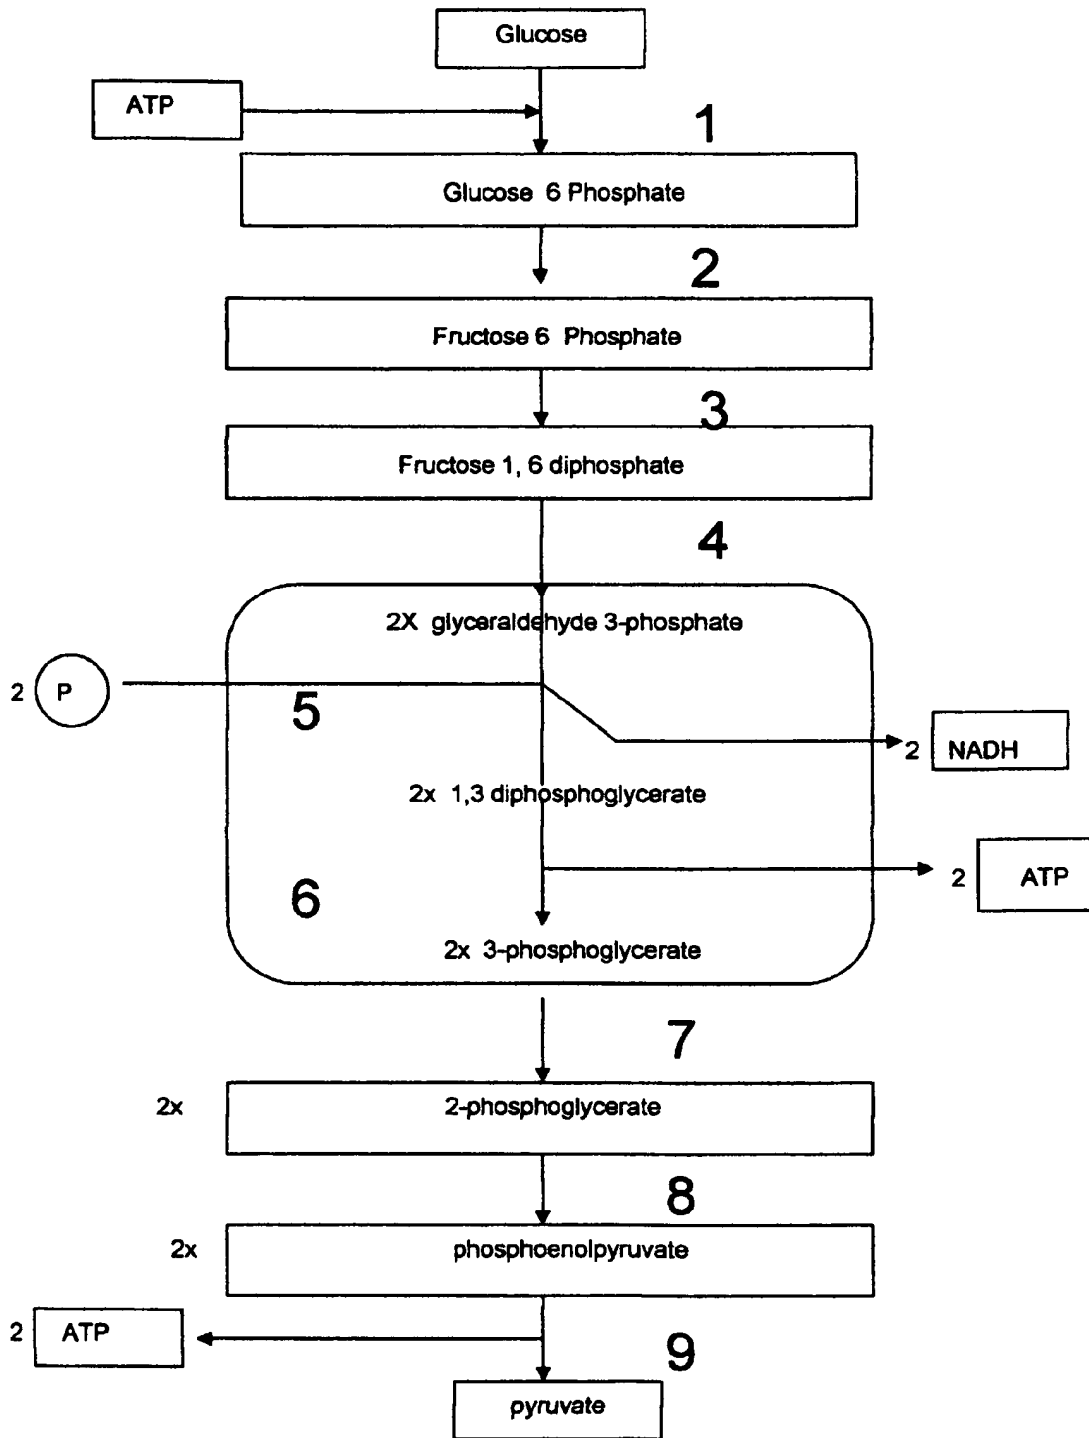 Glucose
ATP
1
Glucose 6 Phosphate
2
Fructose 6 Phosphate
3
Fructose 1, 6 diphosphate
4
2X glyceraldehyde 3-phosphate
2 P
5
2 NADH
2x 1,3 diphosphoglycerate
2 ATP
6
2x 3-phosphoglycerate
7
2x 2-phosphoglycerate
8
2x phosphoenolpyruvate
2 ATP
9
pyruvate